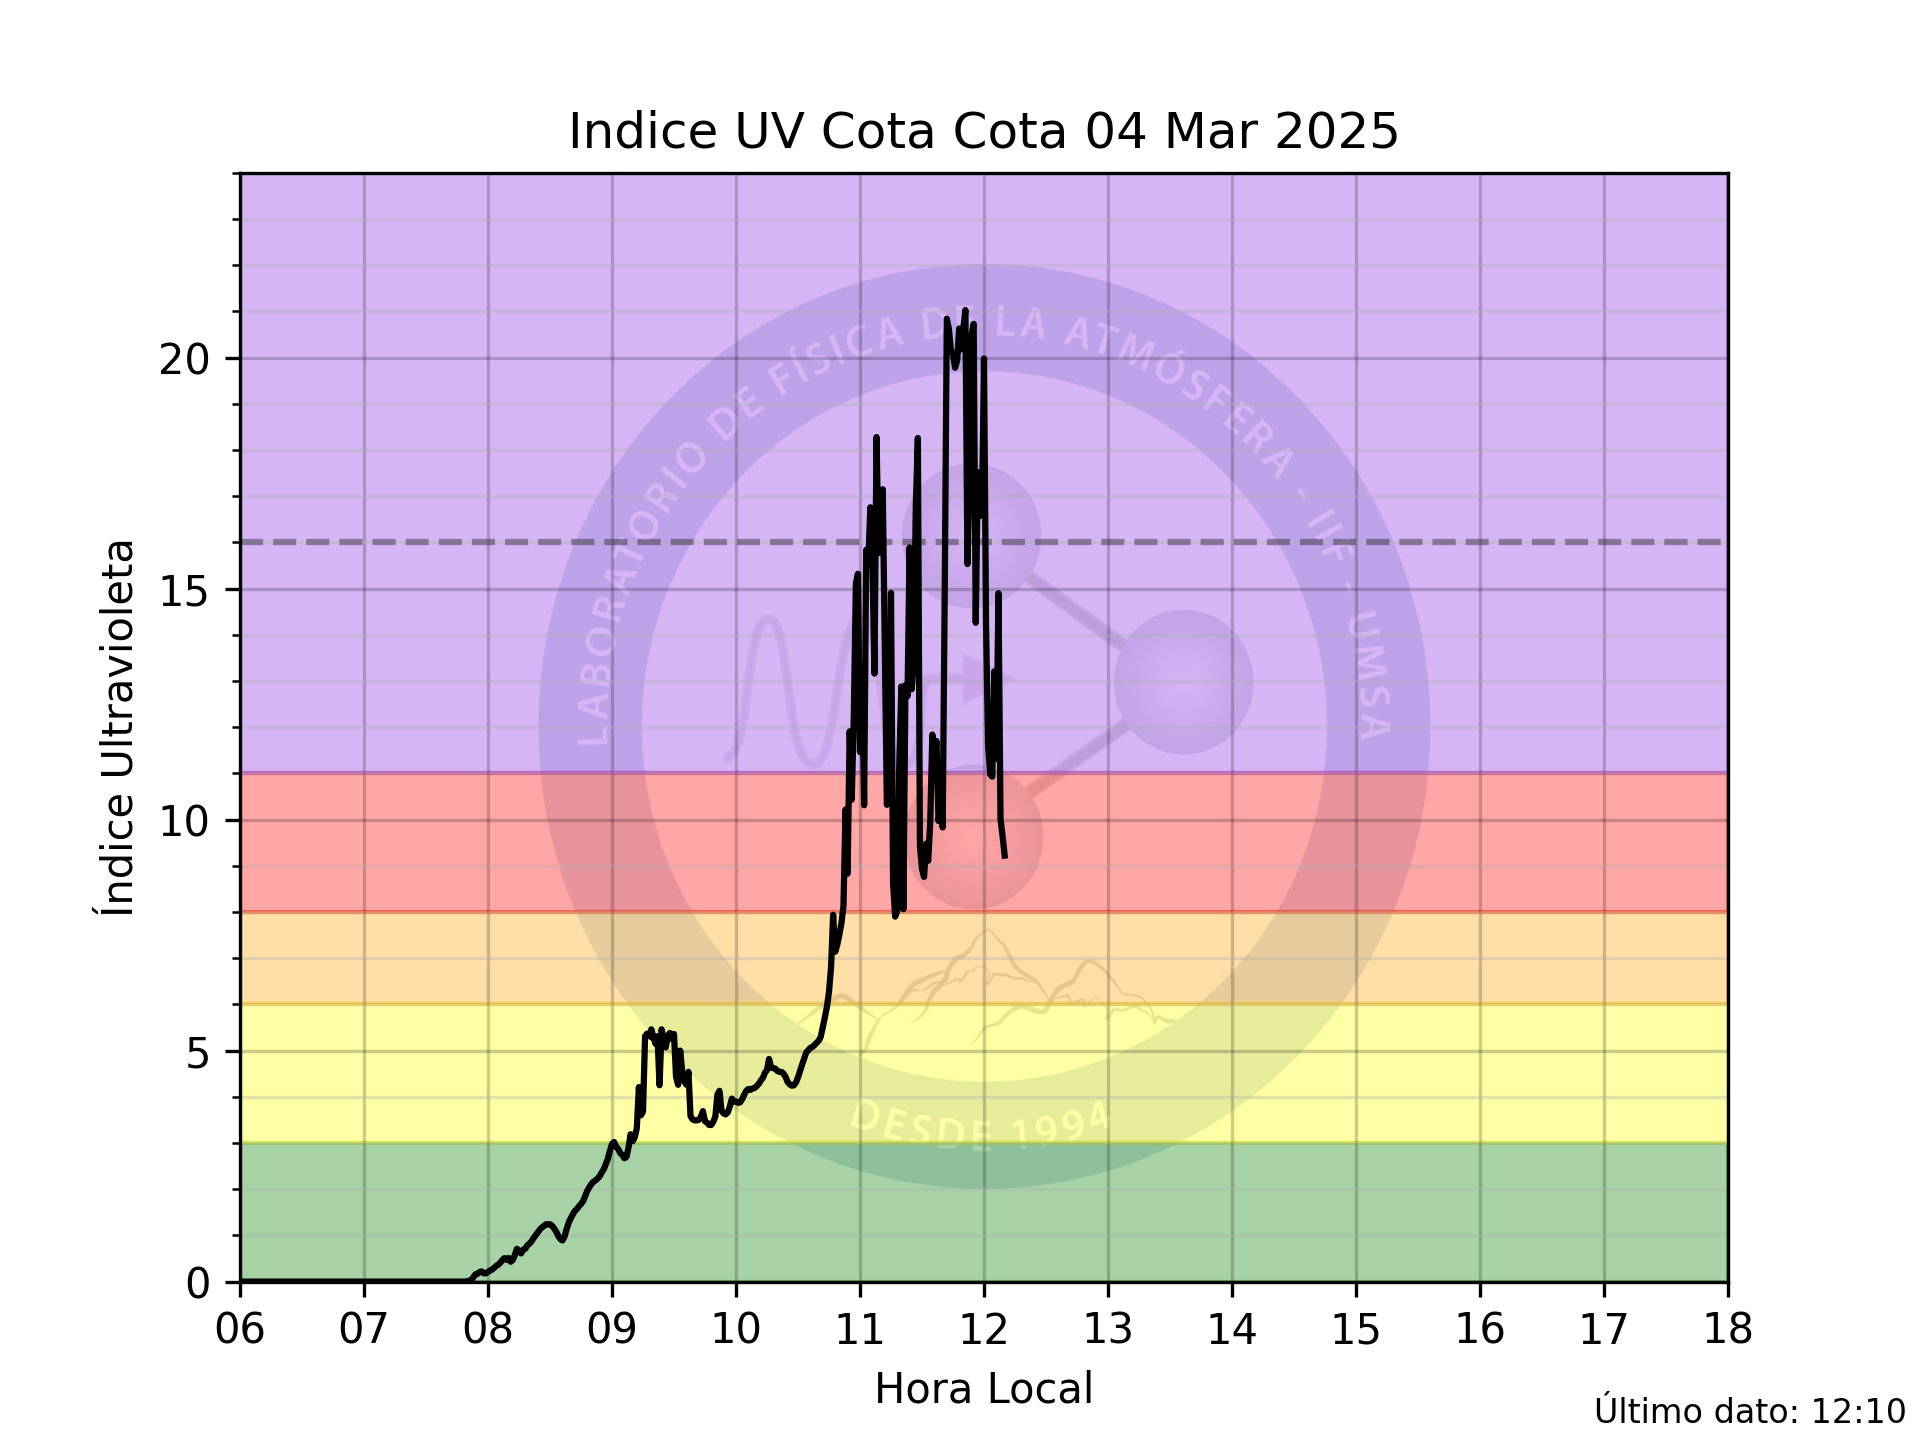 Indice UV Cota Cota 04 Mar 2025
LABORATORIO DE FÍSICA DE LA ATMÓSFERA - IIF - UMSA
DESDE 1994
Índice Ultravioleta
20
15
10
5
0
06 07 08 09 10 11 12 13 14 15 16 17 18
Hora Local
Último dato: 12:10